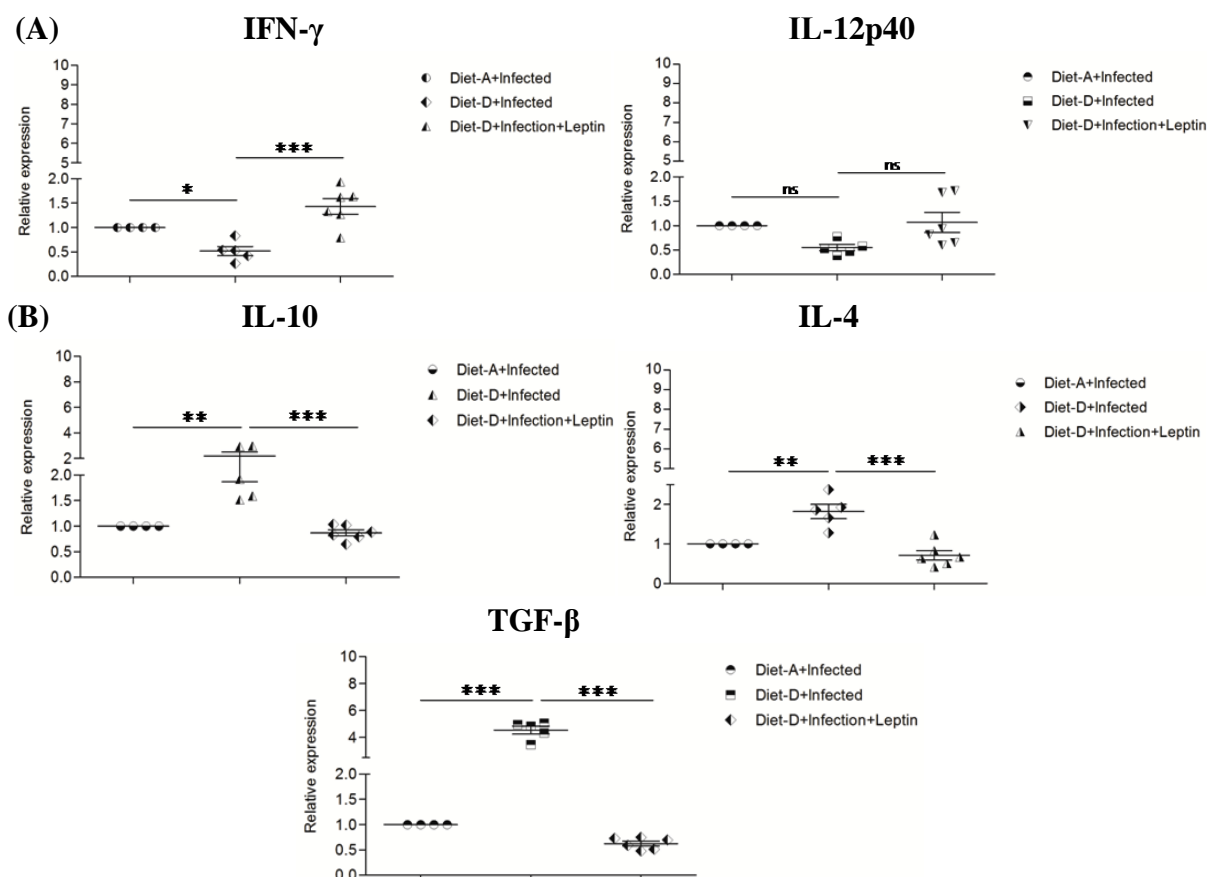 (A) IFN-γ IL-12p40
Relative expression
10
9
8
7
6
5
2.0
1.5
1.0
0.5
0.0
*
***
Diet-A+Infected
Diet-D+Infected
Diet-D+Infection+Leptin
Relative expression
10
9
8
7
6
5
2.0
1.5
1.0
0.5
0.0
ns
ns
Diet-A+Infected
Diet-D+Infected
Diet-D+Infection+Leptin
(B) IL-10 IL-4
Relative expression
10
8
6
4
2
2.0
1.5
1.0
0.5
0.0
**
***
Diet-A+Infected
Diet-D+Infected
Diet-D+Infection+Leptin
Relative expression
10
9
8
7
6
5
2
1
0
**
***
Diet-A+Infected
Diet-D+Infected
Diet-D+Infection+Leptin
TGF-β
Relative expression
10
8
6
4
2.0
1.5
1.0
0.5
0.0
***
***
Diet-A+Infected
Diet-D+Infected
Diet-D+Infection+Leptin